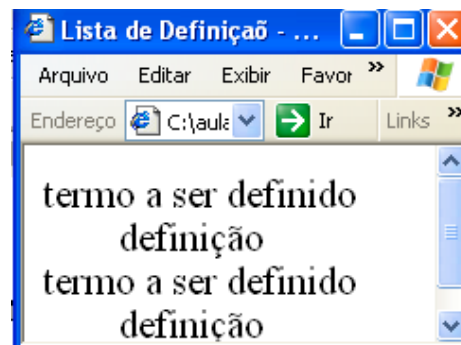 Lista de Definiçaõ - ...
Arquivo Editar Exibir Favor »
Endereço C:\aula Ir Links »
termo a ser definido
definição
termo a ser definido
definição